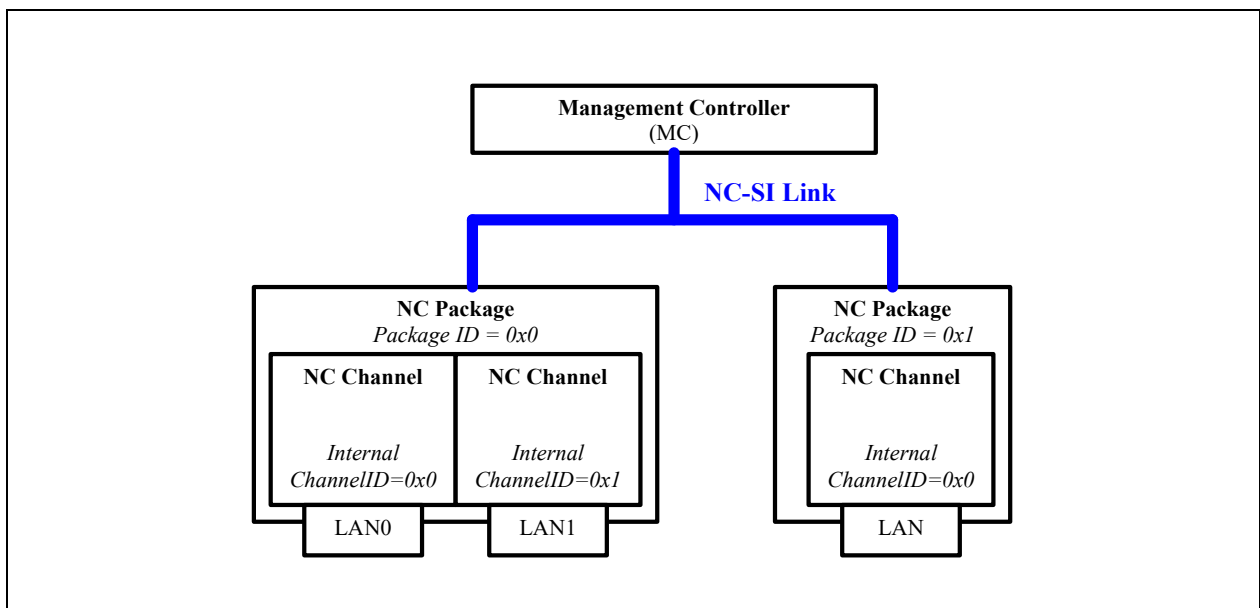 Management Controller
(MC)
NC-SI Link
NC Package
Package ID = 0x0
NC Channel
Internal
ChannelID=0x0
LAN0
NC Channel
Internal
ChannelID=0x1
LAN1
NC Package
Package ID = 0x1
NC Channel
Internal
ChannelID=0x0
LAN